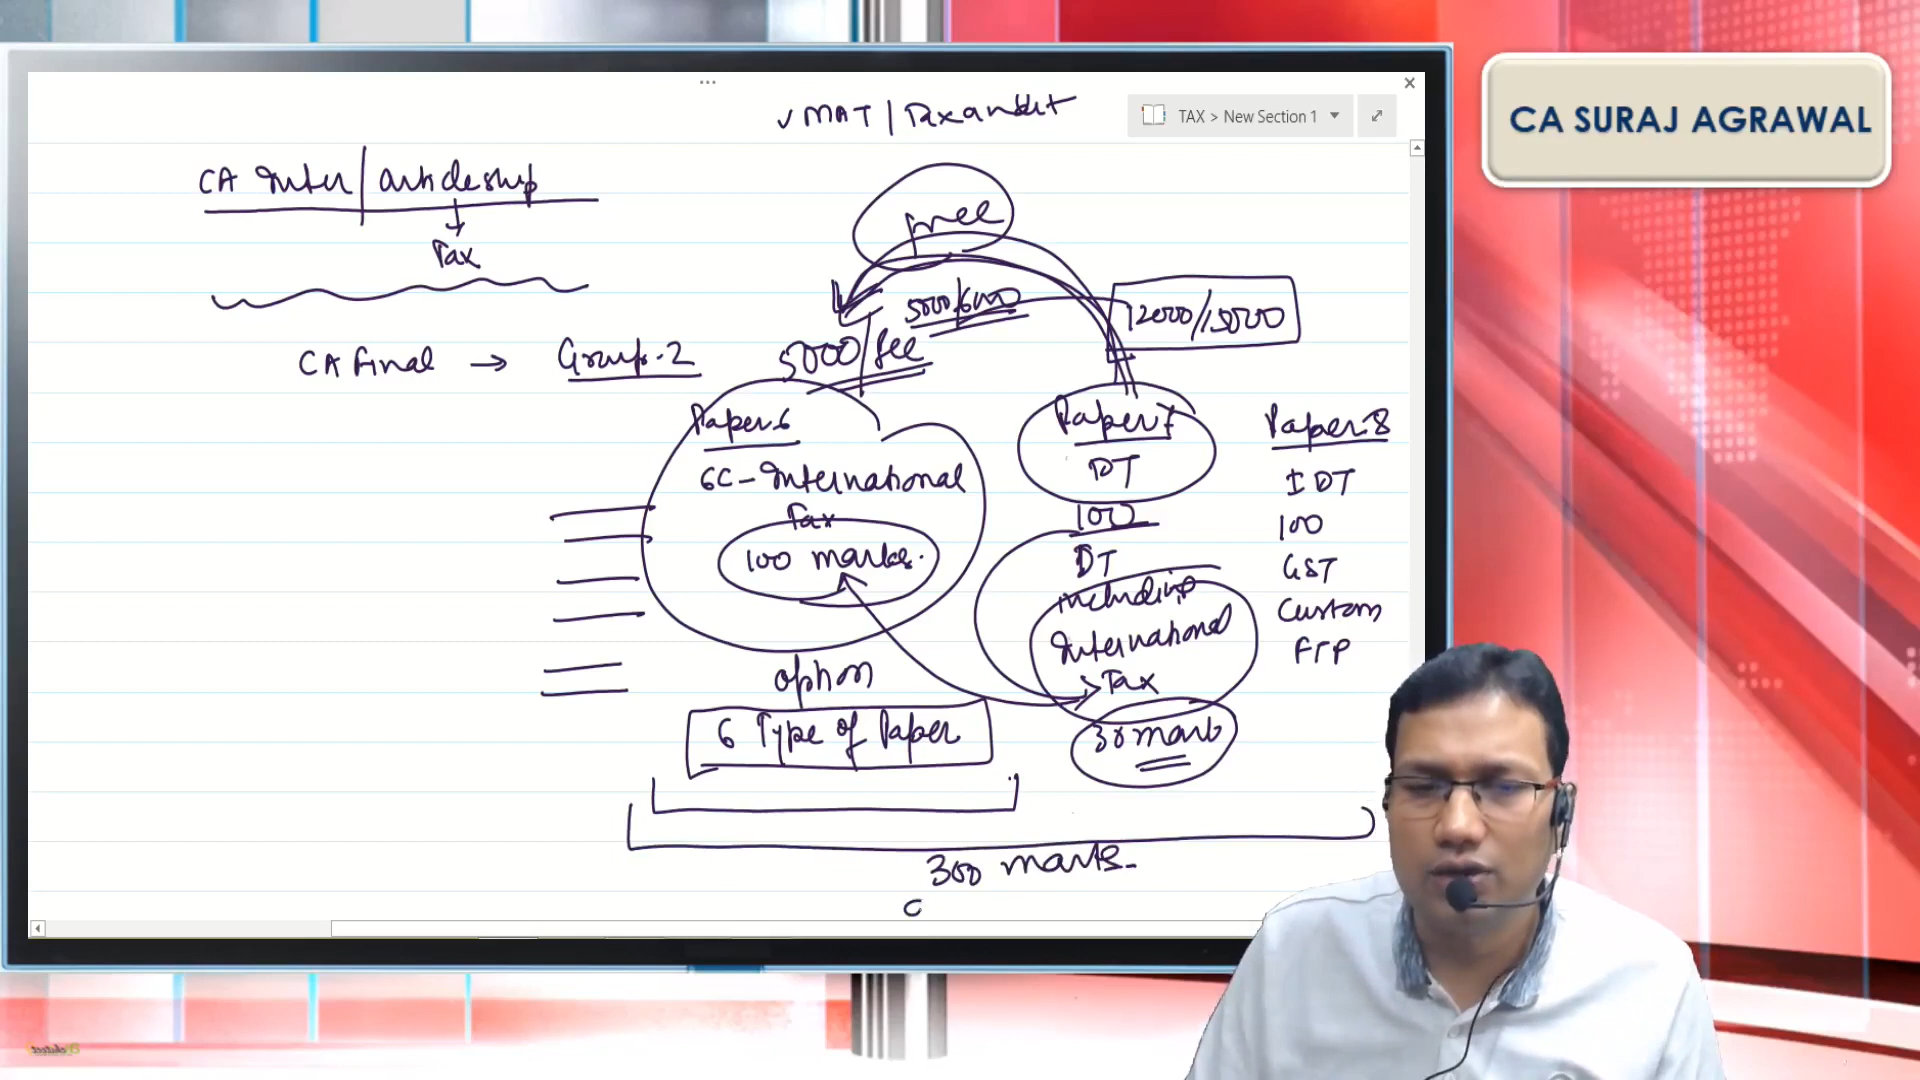 CA SURAJ AGRAWAL
TAX > New Section 1
✓ MAT | Tax audit
CA Inter | Articleship
Tax
free
5000/6000
12000/15000
5000/fee
CA Final → Group-2
Paper-6
6C - International
Tax
100 marks.
option
6 Type of Paper
Paper 7
DT
100
DT
including
International
Tax
30 mark
Paper-8
IDT
100
GST
Custom
FTP
300 marks.
C